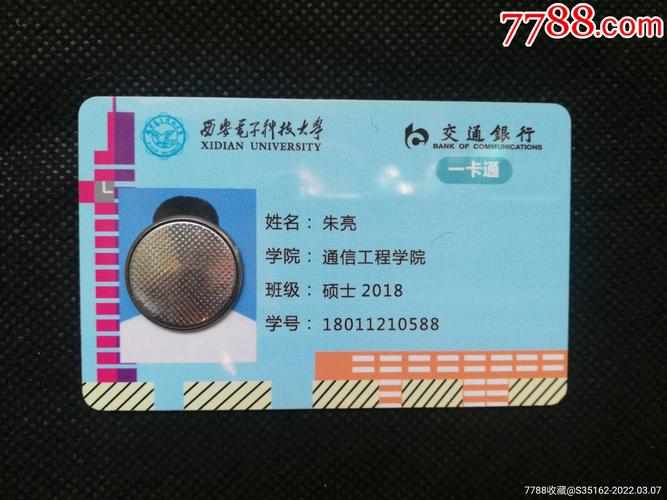 7788.com
西安电子科技大学
XIDIAN UNIVERSITY
交通銀行
BANK OF COMMUNICATIONS
一卡通
姓名：朱亮
学院：通信工程学院
班级：硕士 2018
学号：18011210588
7788收藏@S35162-2022.03.07